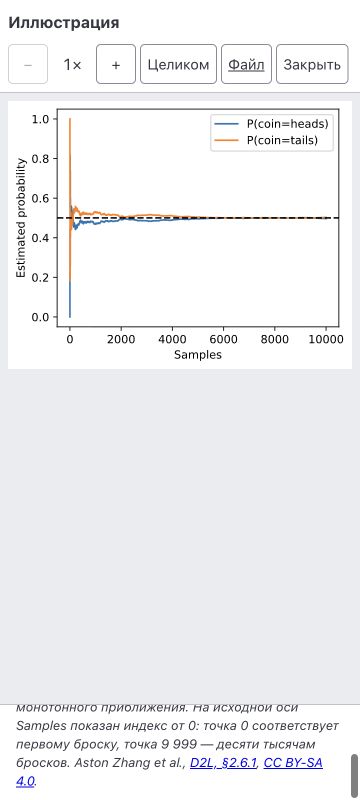 Иллюстрация
− 1× + Целиком Файл Закрыть
P(coin=heads)
P(coin=tails)
Estimated probability
1.0
0.8
0.6
0.4
0.2
0.0
0 2000 4000 6000 8000 10000
Samples
монотонного приближения. На исходной оси
Samples показан индекс от 0: точка 0 соответствует
первому броску, точка 9 999 — десяти тысячам
бросков. Aston Zhang et al., D2L, §2.6.1, CC BY-SA
4.0.